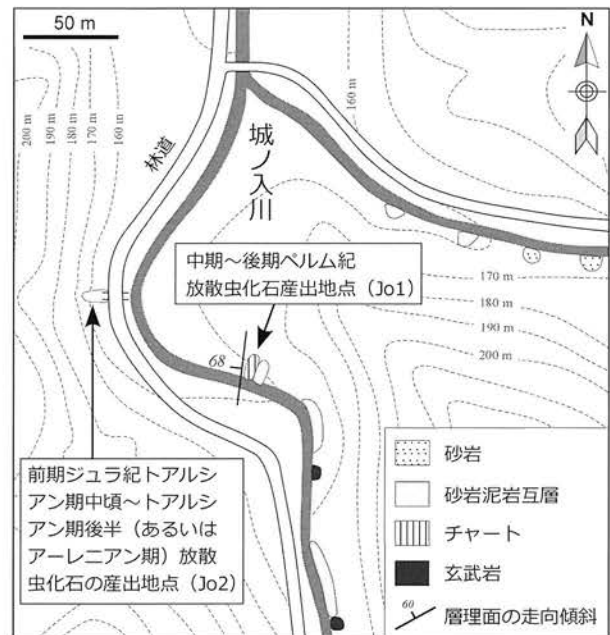 50 m
N
200 m
190 m
180 m
170 m
160 m
林道
城ノ入川
160 m
中期～後期ペルム紀
放散虫化石産出地点（Jo1）
170 m
180 m
190 m
200 m
68
前期ジュラ紀トアルシ
アン期中頃～トアルシ
アン期後半（あるいは
アーレニアン期）放散
虫化石の産出地点（Jo2）
砂岩
砂岩泥岩互層
チャート
玄武岩
60
層理面の走向傾斜